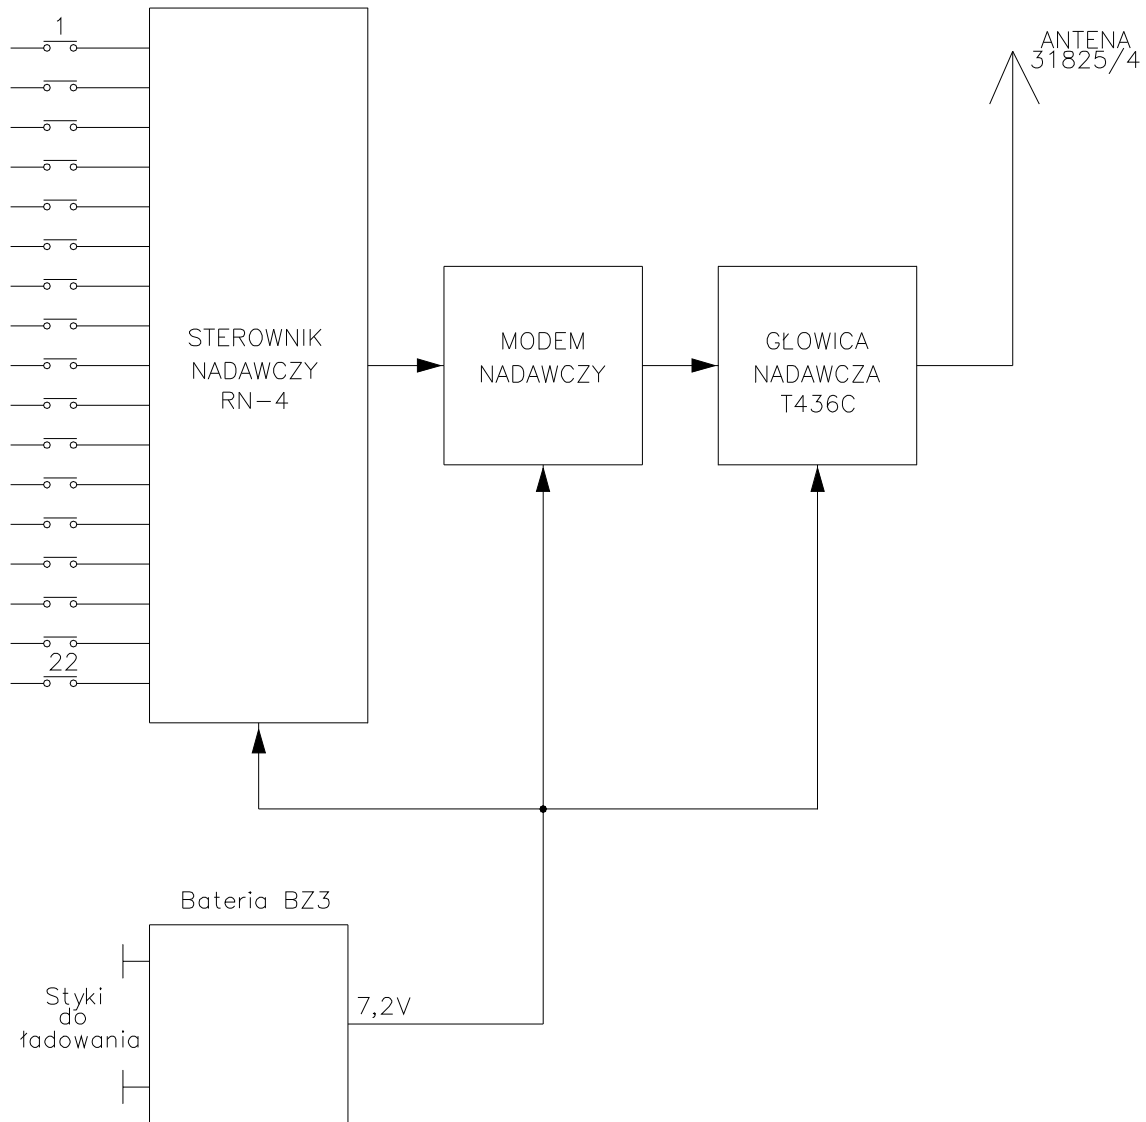 1
ANTENA
31825/4
STEROWNIK
NADAWCZY
RN-4
MODEM
NADAWCZY
GŁOWICA
NADAWCZA
T436C
22
Bateria BZ3
Styki
do
ładowania
7,2V